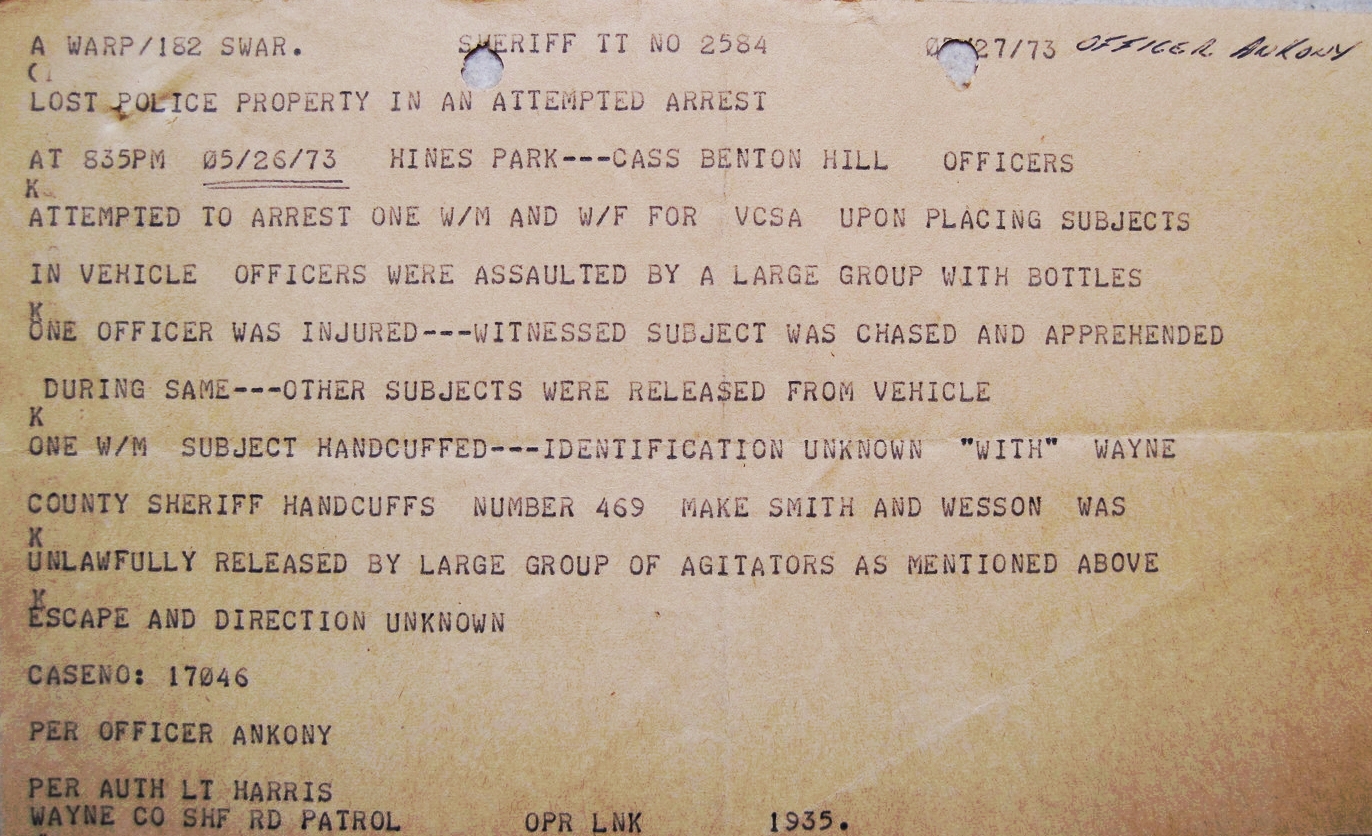 A WARP/182 SWAR. SHERIFF TT NO 2584 05/27/73 OFFICER ANKONY
LOST POLICE PROPERTY IN AN ATTEMPTED ARREST
AT 835PM 05/26/73 HINES PARK---CASS BENTON HILL OFFICERS
K
ATTEMPTED TO ARREST ONE W/M AND W/F FOR VCSA UPON PLACING SUBJECTS
IN VEHICLE OFFICERS WERE ASSAULTED BY A LARGE GROUP WITH BOTTLES
K
ONE OFFICER WAS INJURED---WITNESSED SUBJECT WAS CHASED AND APPREHENDED
DURING SAME---OTHER SUBJECTS WERE RELEASED FROM VEHICLE
K
ONE W/M SUBJECT HANDCUFFED---IDENTIFICATION UNKNOWN "WITH" WAYNE
COUNTY SHERIFF HANDCUFFS NUMBER 469 MAKE SMITH AND WESSON WAS
K
UNLAWFULLY RELEASED BY LARGE GROUP OF AGITATORS AS MENTIONED ABOVE
K
ESCAPE AND DIRECTION UNKNOWN
CASENO: 17046
PER OFFICER ANKONY
PER AUTH LT HARRIS
WAYNE CO SHF RD PATROL OPR LNK 1935.